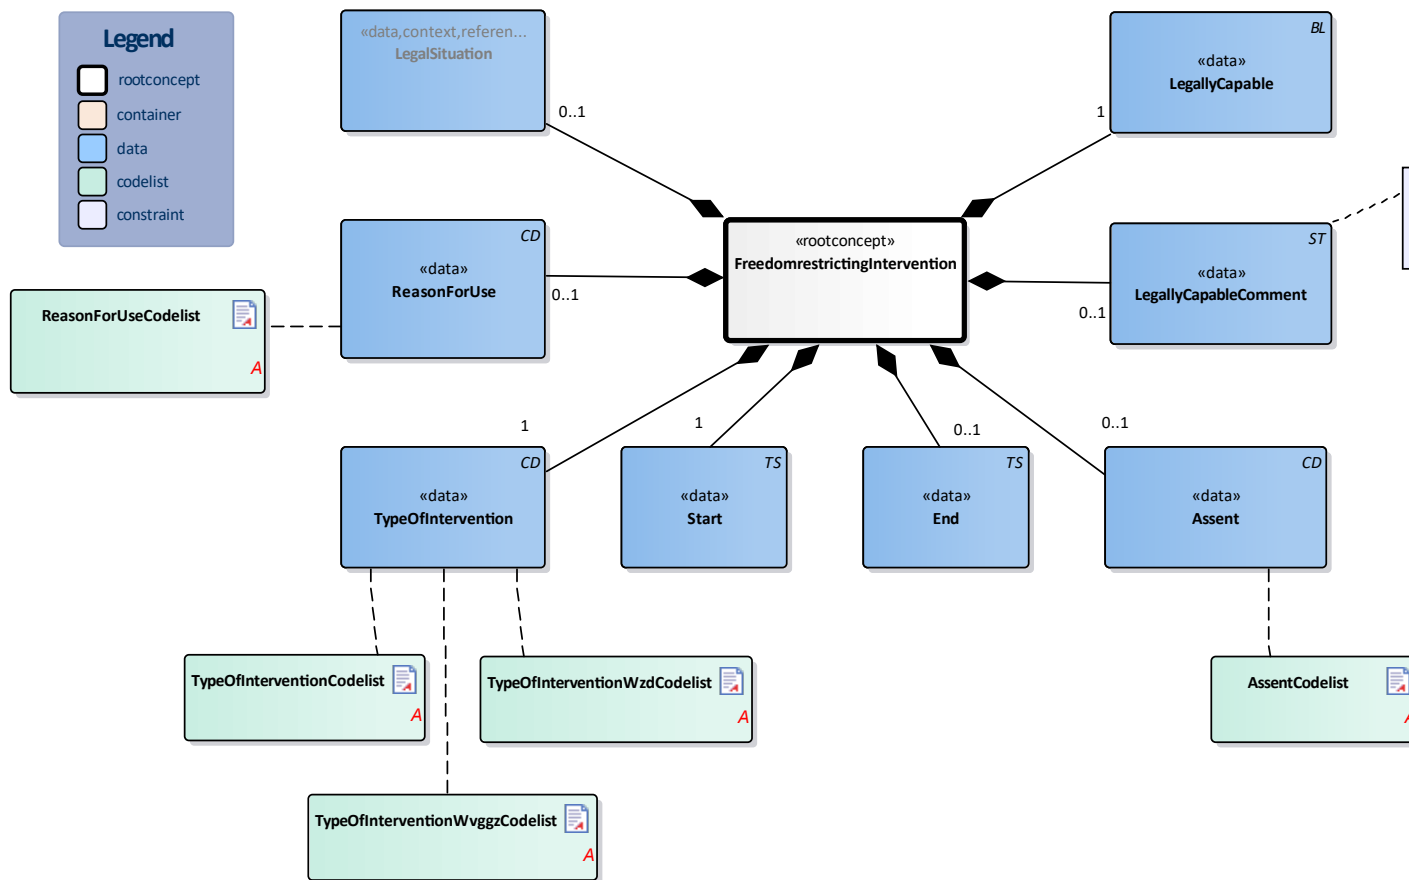 Legend
rootconcept
container
data
codelist
constraint
«data,context,referen...
LegalSituation
0..1
BL
«data»
LegallyCapable
1
CD
«data»
ReasonForUse
0..1
«rootconcept»
FreedomrestrictingIntervention
ST
«data»
LegallyCapableComment
0..1
ReasonForUseCodelist
A
1
CD
«data»
TypeOfIntervention
1
TS
«data»
Start
0..1
TS
«data»
End
0..1
CD
«data»
Assent
TypeOfInterventionCodelist
A
TypeOfInterventionWzdCodelist
A
AssentCodelist
A
TypeOfInterventionWvggzCodelist
A